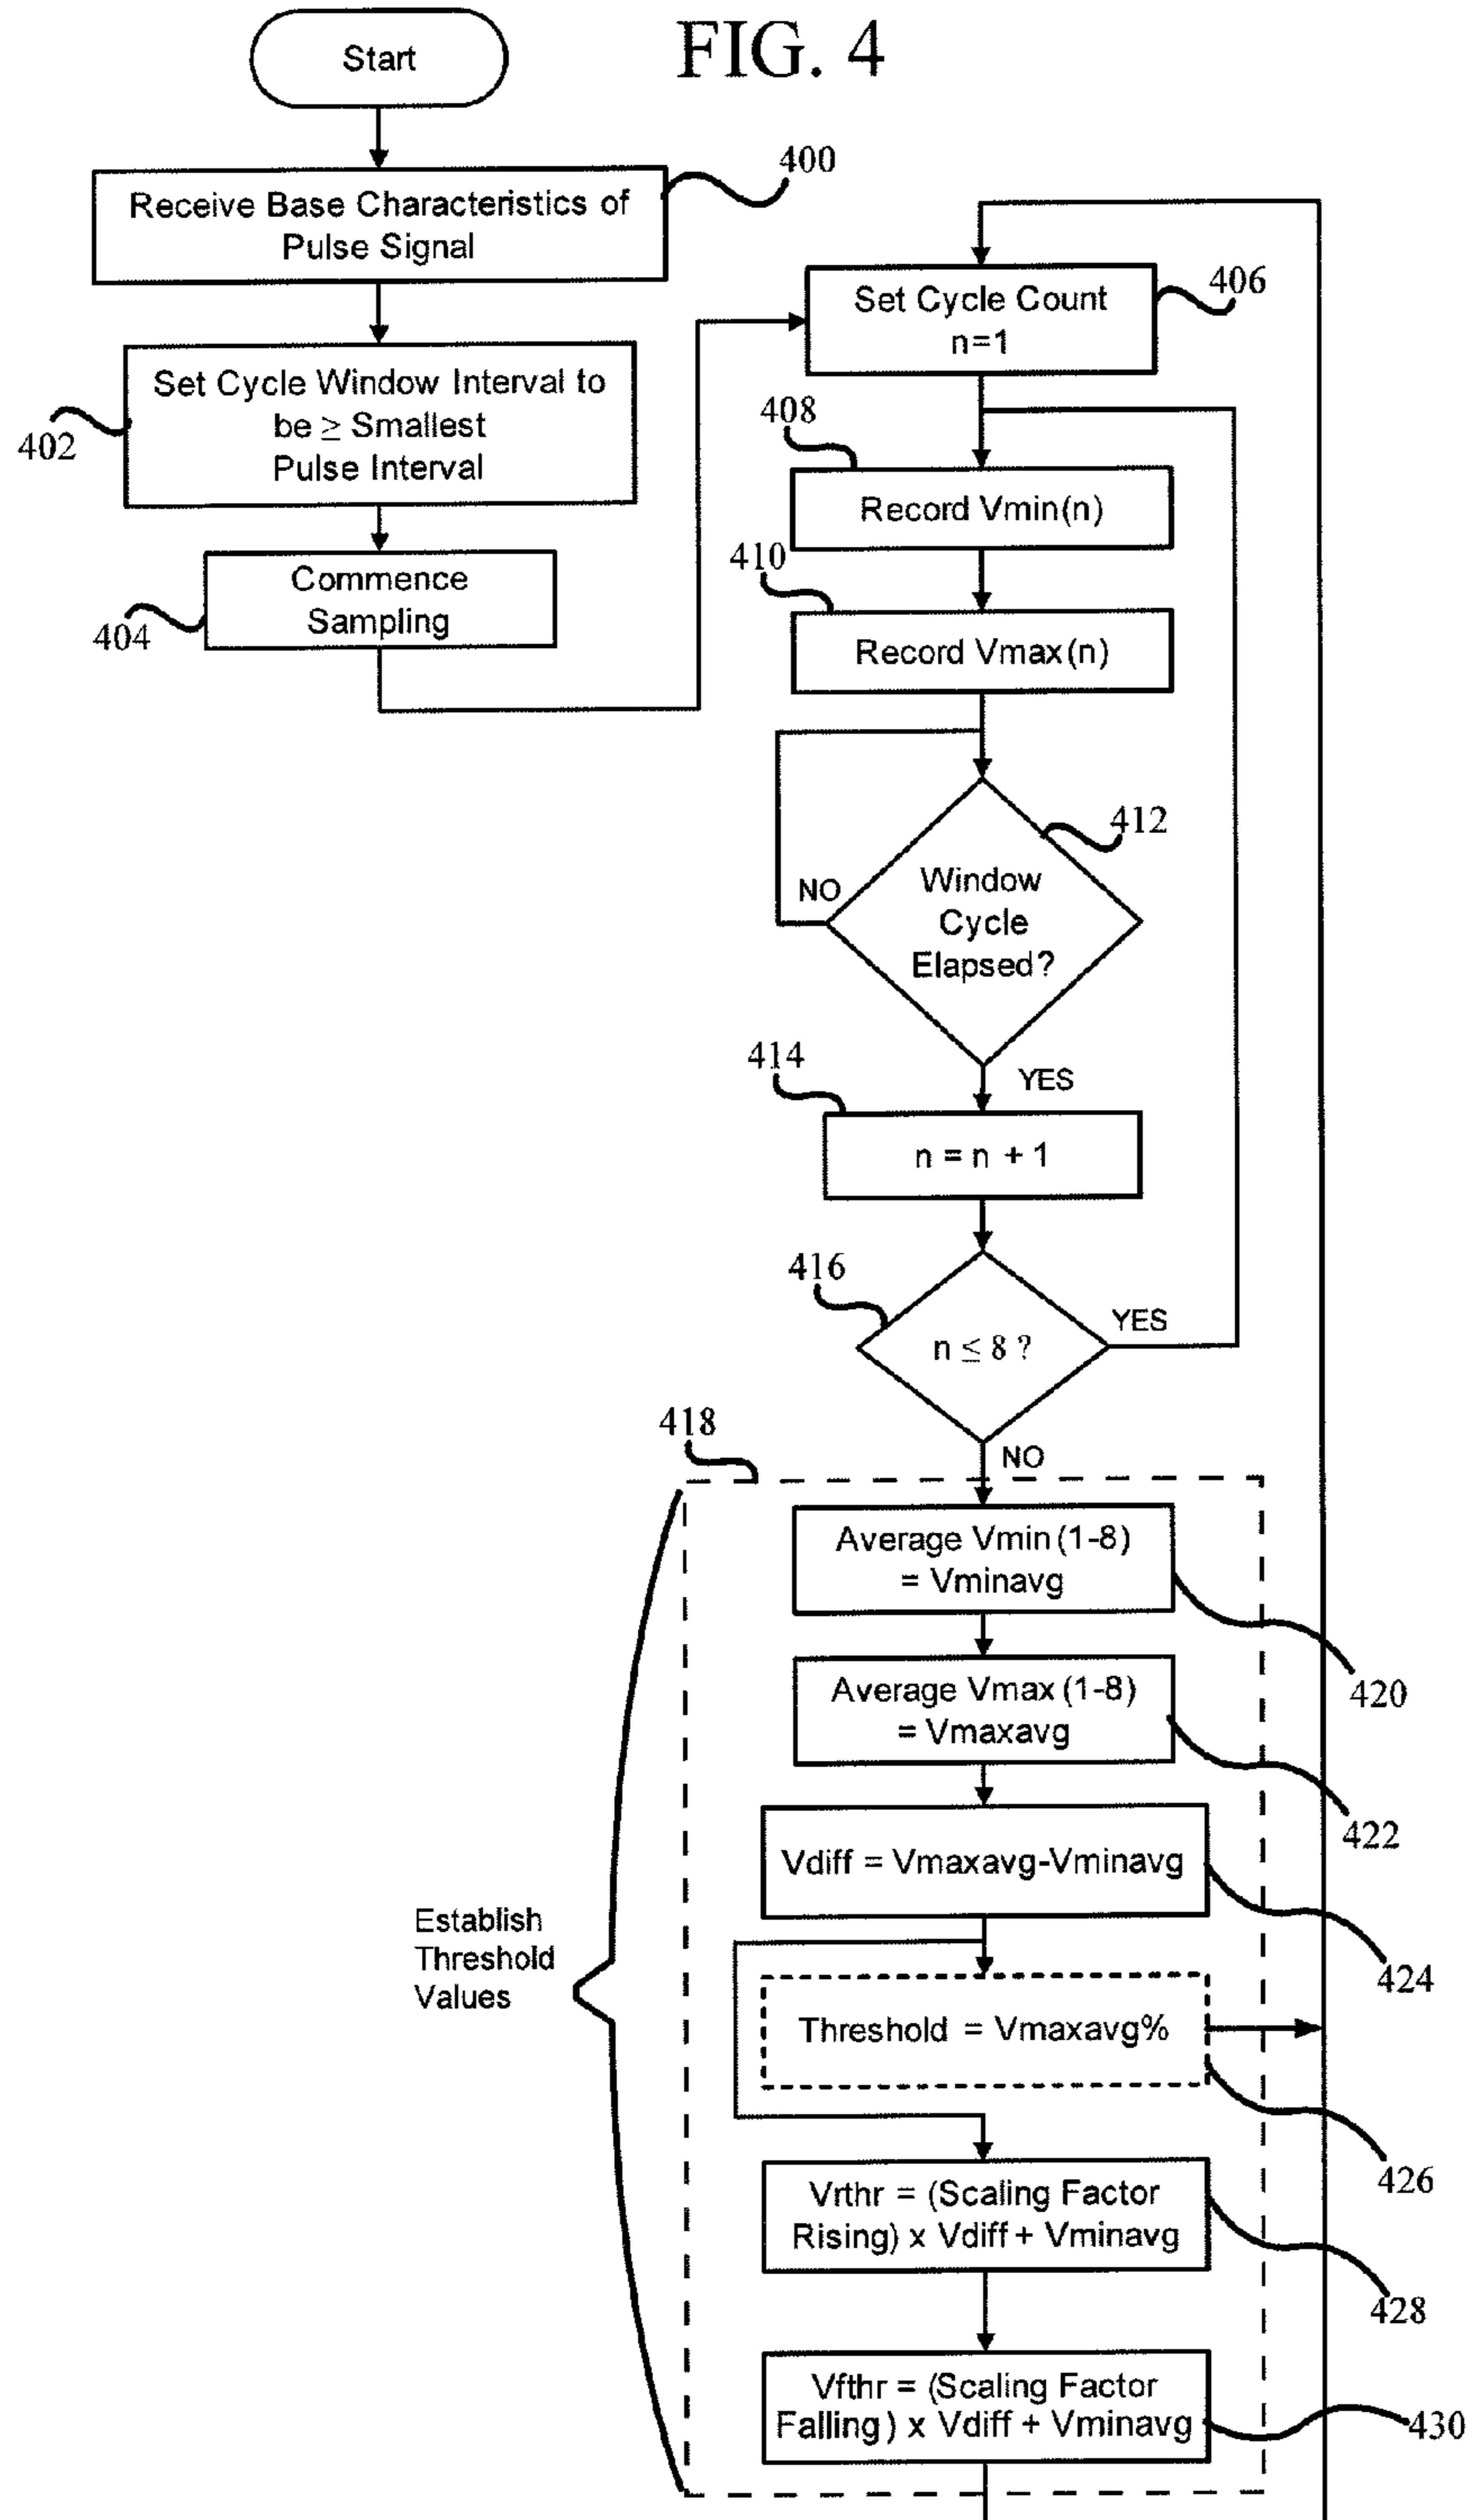 FIG. 4
Start
400
Receive Base Characteristics of
Pulse Signal
402
Set Cycle Window Interval to
be ≥ Smallest
Pulse Interval
404
Commence
Sampling
406
Set Cycle Count
n=1
408
Record Vmin(n)
410
Record Vmax(n)
412
Window
Cycle
Elapsed?
NO
YES
414
n = n + 1
416
n ≤ 8 ?
YES
NO
418
Establish
Threshold
Values
Average Vmin (1-8)
= Vminavg
420
Average Vmax (1-8)
= Vmaxavg
422
Vdiff = Vmaxavg-Vminavg
424
Threshold = Vmaxavg%
426
Vrthr = (Scaling Factor
Rising) x Vdiff + Vminavg
428
Vfthr = (Scaling Factor
Falling) x Vdiff + Vminavg
430